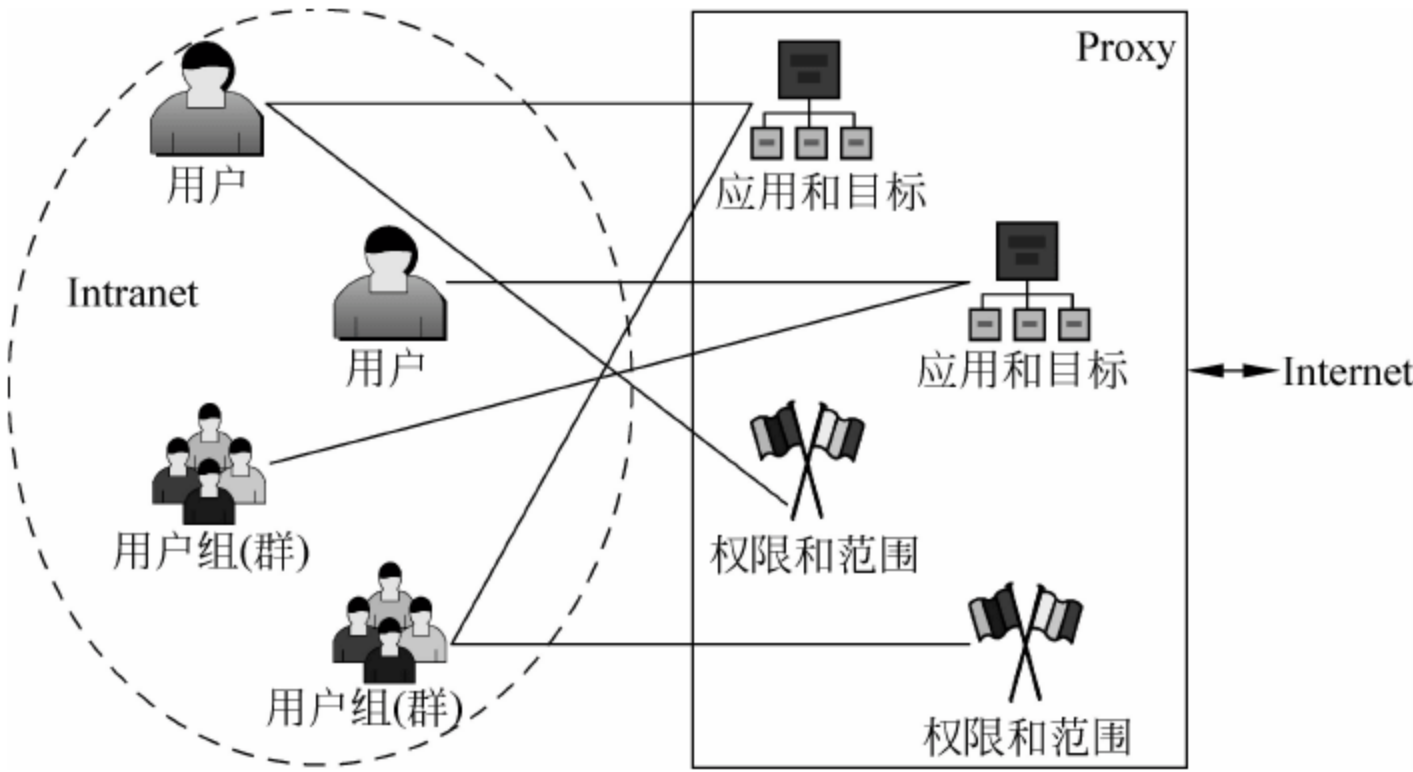 Proxy
用户
应用和目标
Intranet
用户
应用和目标
Internet
用户组(群)
权限和范围
用户组(群)
权限和范围